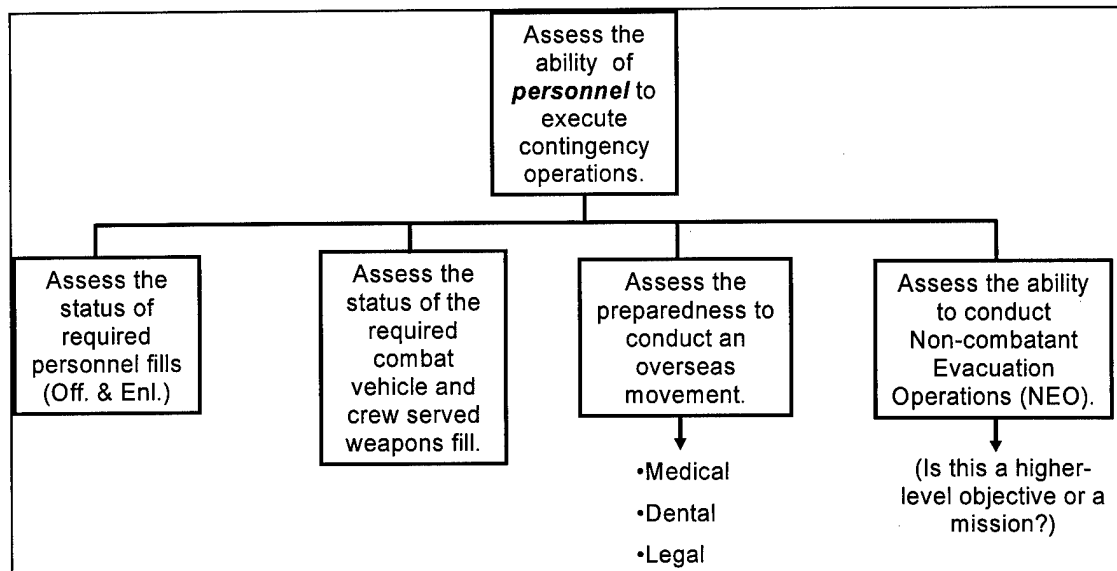 Assess the
ability of
personnel to
execute
contingency
operations.
Assess the
status of
required
personnel fills
(Off. & Enl.)
Assess the
status of the
required
combat
vehicle and
crew served
weapons fill.
Assess the
preparedness to
conduct an
overseas
movement.
•Medical
•Dental
•Legal
Assess the ability
to conduct
Non-combatant
Evacuation
Operations (NEO).
(Is this a higher-
level objective or a
mission?)